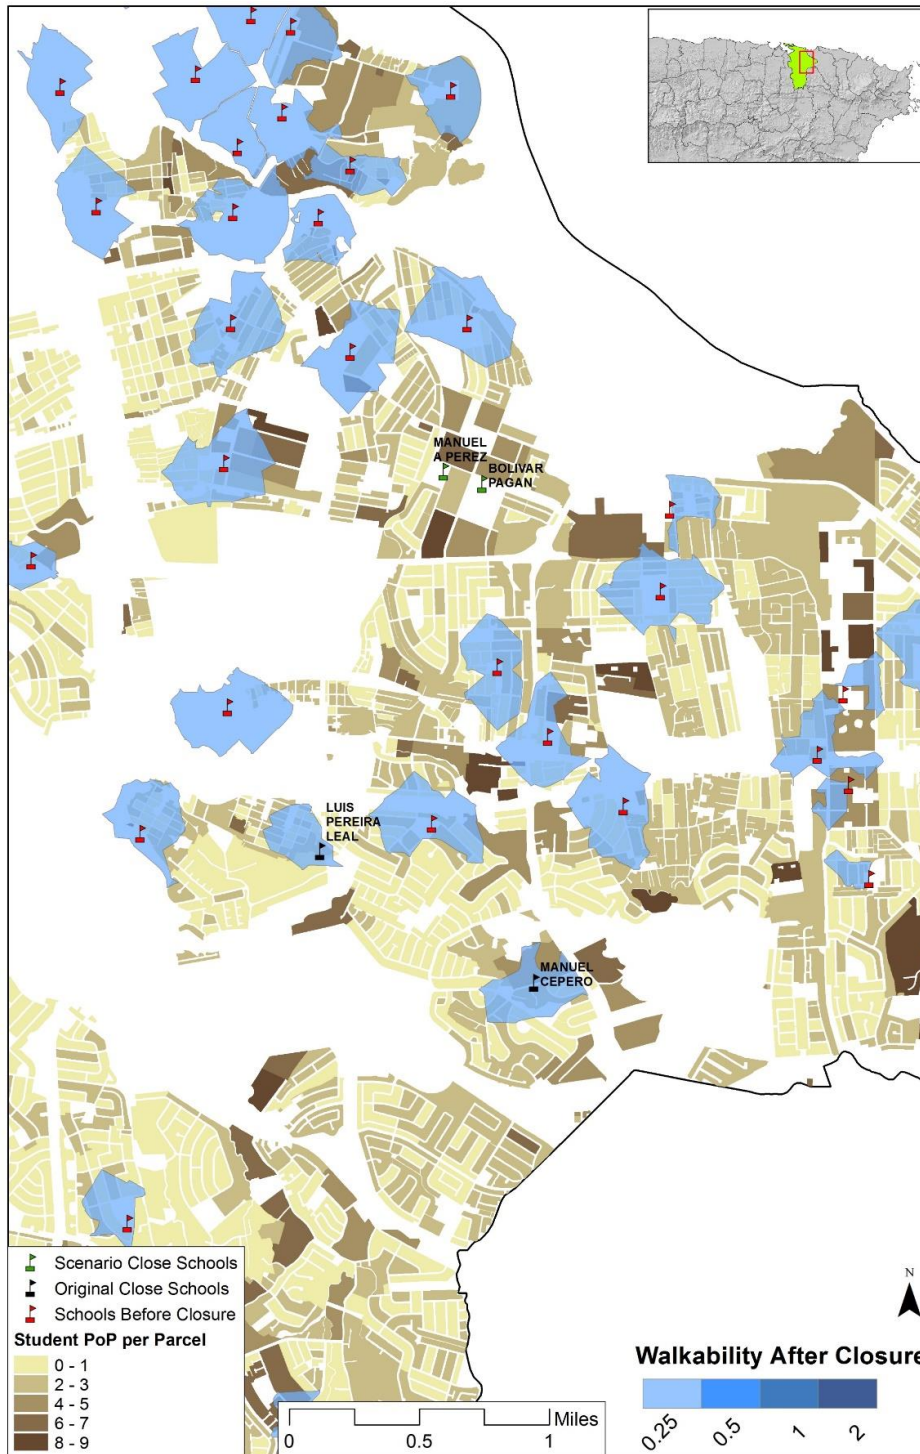 MANUEL
A PEREZ
BOLIVAR
PAGAN
LUIS
PEREIRA
LEAL
MANUEL
CEPERO
Scenario Close Schools
Original Close Schools
Schools Before Closure
Student PoP per Parcel
0 - 1
2 - 3
4 - 5
6 - 7
8 - 9
Miles
0 0.5 1
N
Walkability After Closure
0.25 0.5 1 2